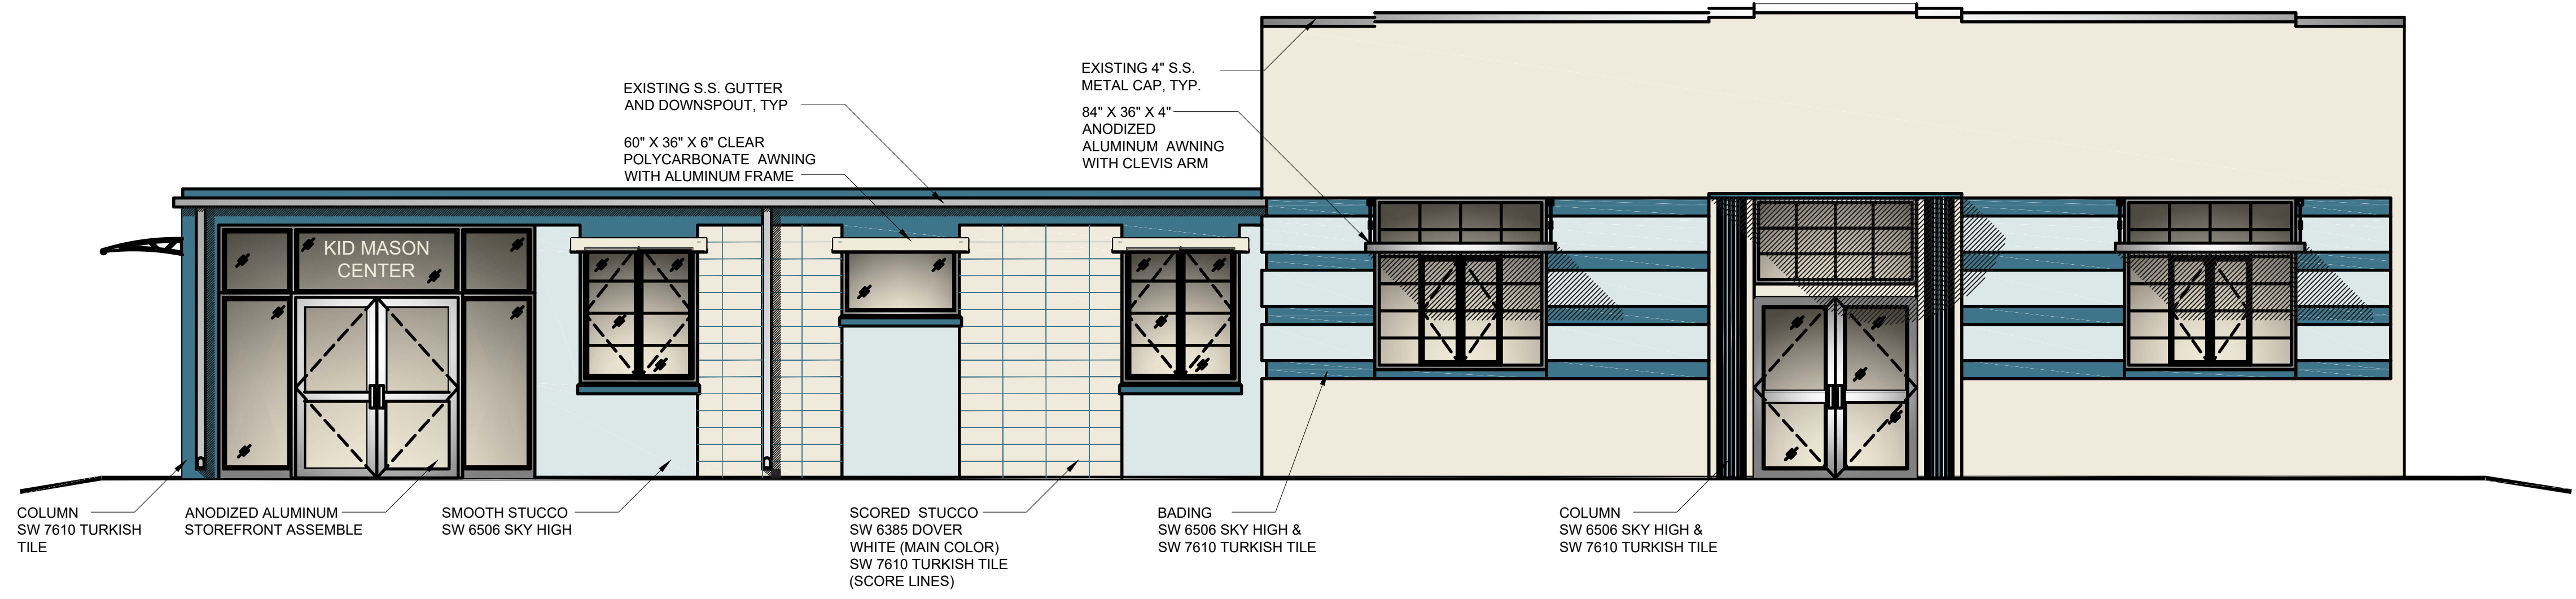 EXISTING 4" S.S.
METAL CAP, TYP.
EXISTING S.S. GUTTER
AND DOWNSPOUT, TYP
84" X 36" X 4"
ANODIZED
ALUMINUM AWNING
WITH CLEVIS ARM
60" X 36" X 6" CLEAR
POLYCARBONATE AWNING
WITH ALUMINUM FRAME
KID MASON
CENTER
COLUMN
SW 7610 TURKISH
TILE
ANODIZED ALUMINUM
STOREFRONT ASSEMBLE
SMOOTH STUCCO
SW 6506 SKY HIGH
SCORED STUCCO
SW 6385 DOVER
WHITE (MAIN COLOR)
SW 7610 TURKISH TILE
(SCORE LINES)
BADING
SW 6506 SKY HIGH &
SW 7610 TURKISH TILE
COLUMN
SW 6506 SKY HIGH &
SW 7610 TURKISH TILE